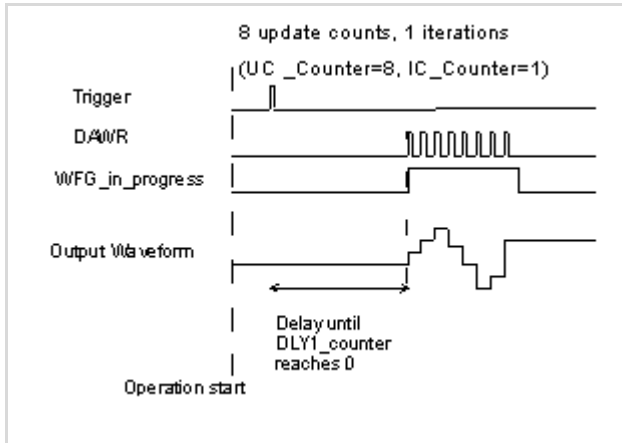 8 update counts, 1 iterations
(UC _Counter=8, IC_Counter=1)
Trigger
DAWR
WFG_in_progress
Output Waveform
Delay until
DLY1_counter
reaches 0
Operation start